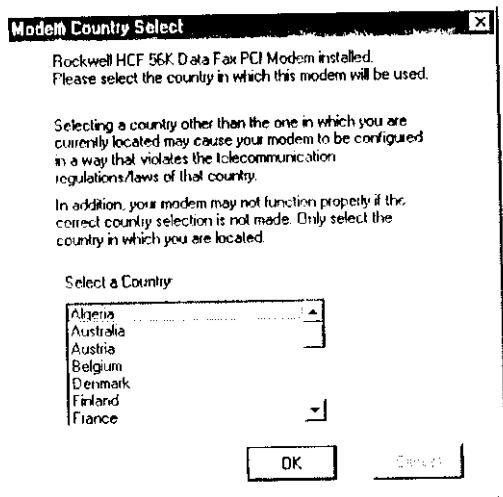 Modem Country Select
Rockwell HCF 56K Data Fax PCI Modem installed.
Please select the country in which this modem will be used.
Selecting a country other than the one in which you are
currently located may cause your modem to be configured
in a way that violates the telecommunication
regulations/laws of that country.
In addition, your modem may not function properly if the
correct country selection is not made. Only select the
country in which you are located.
Select a Country:
Algeria
Australia
Austria
Belgium
Denmark
Finland
France
OK
Cancel